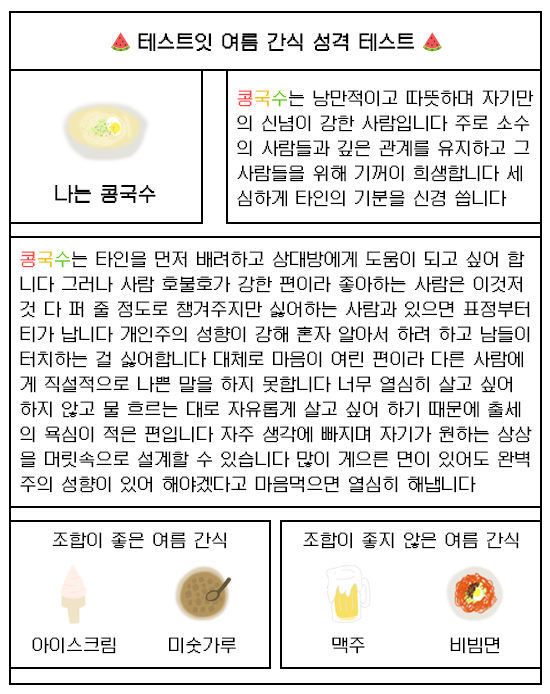 테스트잇 여름 간식 성격 테스트
나는 콩국수
콩국수는 낭만적이고 따뜻하며 자기만
의 신념이 강한 사람입니다 주로 소수
의 사람들과 깊은 관계를 유지하고 그
사람들을 위해 기꺼이 희생합니다 세
심하게 타인의 기분을 신경 씁니다
콩국수는 타인을 먼저 배려하고 상대방에게 도움이 되고 싶어 합
니다 그러나 사람 호불호가 강한 편이라 좋아하는 사람은 이것저
것 다 퍼 줄 정도로 챙겨주지만 싫어하는 사람과 있으면 표정부터
티가 납니다 개인주의 성향이 강해 혼자 알아서 하려 하고 남들이
터치하는 걸 싫어합니다 대체로 마음이 여린 편이라 다른 사람에
게 직설적으로 나쁜 말을 하지 못합니다 너무 열심히 살고 싶어
하지 않고 물 흐르는 대로 자유롭게 살고 싶어 하기 때문에 출세
의 욕심이 적은 편입니다 자주 생각에 빠지며 자기가 원하는 상상
을 머릿속으로 설계할 수 있습니다 많이 게으른 면이 있어도 완벽
주의 성향이 있어 해야겠다고 마음먹으면 열심히 해냅니다
조합이 좋은 여름 간식
아이스크림 미숫가루
조합이 좋지 않은 여름 간식
맥주 비빔면